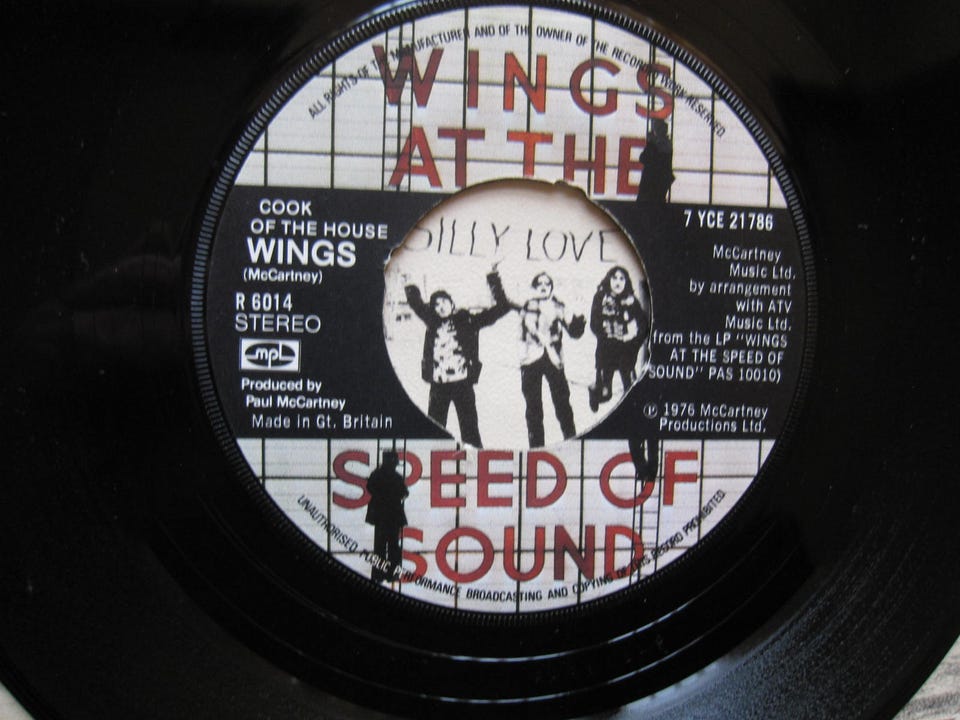 ALL RIGHTS OF THE MANUFACTURER AND OF THE OWNER OF THE RECORDED WORK RESERVED.
WINGS
AT THE
COOK
OF THE HOUSE
WINGS
(McCartney)
R 6014
STEREO
mpl
Produced by
Paul McCartney
Made in Gt. Britain
SILLY LOVE
7 YCE 21786
McCartney
Music Ltd.
by arrangement
with ATV
Music Ltd.
from the LP "WINGS
AT THE SPEED OF
SOUND" PAS 10010)
℗ 1976 McCartney
Productions Ltd.
SPEED OF
SOUND
UNAUTHORISED PUBLIC PERFORMANCE BROADCASTING AND COPYING OF THIS RECORD PROHIBITED.